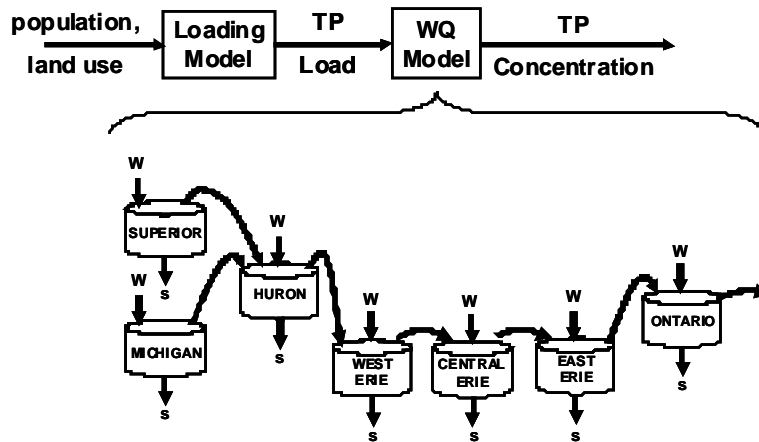 population,
land use
Loading
Model
TP
Load
WQ
Model
TP
Concentration
W
SUPERIOR
S
W
MICHIGAN
S
W
HURON
S
W
WEST
ERIE
S
W
CENTRAL
ERIE
S
W
EAST
ERIE
S
W
ONTARIO
S